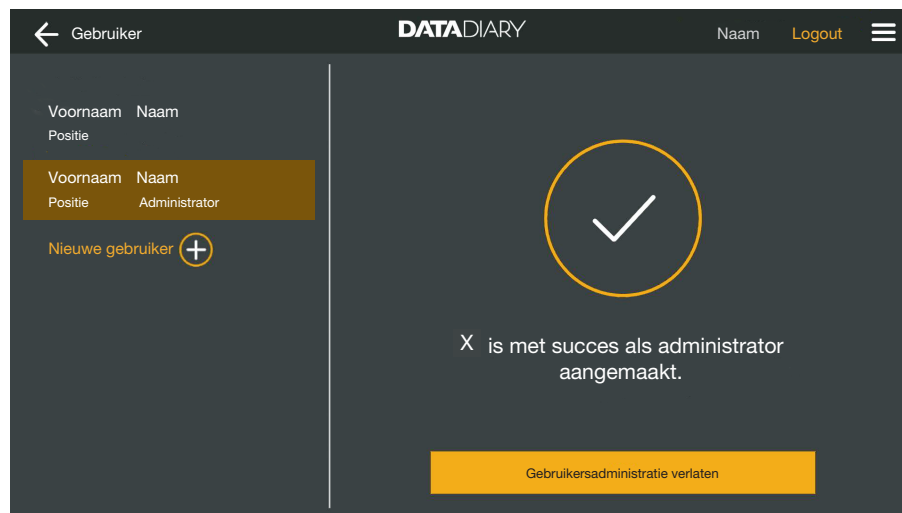 Gebruiker
DATADIARY
Naam
Logout
Voornaam Naam
Positie
Voornaam Naam
Positie Administrator
Nieuwe gebruiker
X is met succes als administrator
aangemaakt.
Gebruikersadministratie verlaten